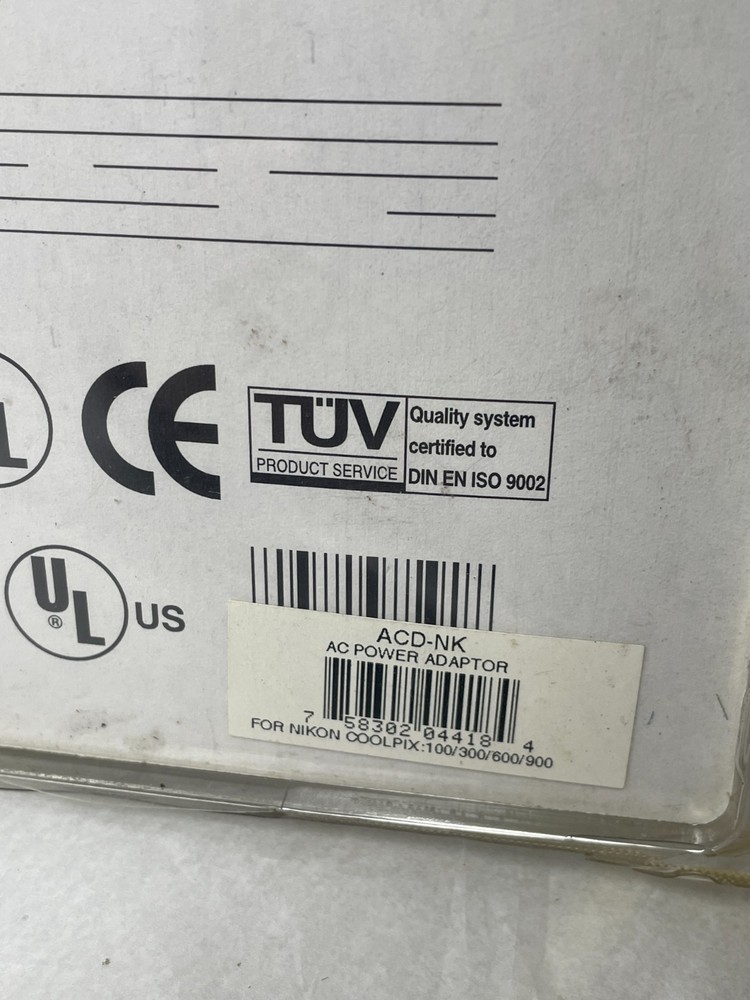 L
CE
TÜV
PRODUCT SERVICE
Quality system
certified to
DIN EN ISO 9002
UL
®
US
ACD-NK
AC POWER ADAPTOR
7 58302 04418 4
FOR NIKON COOLPIX:100/300/600/900